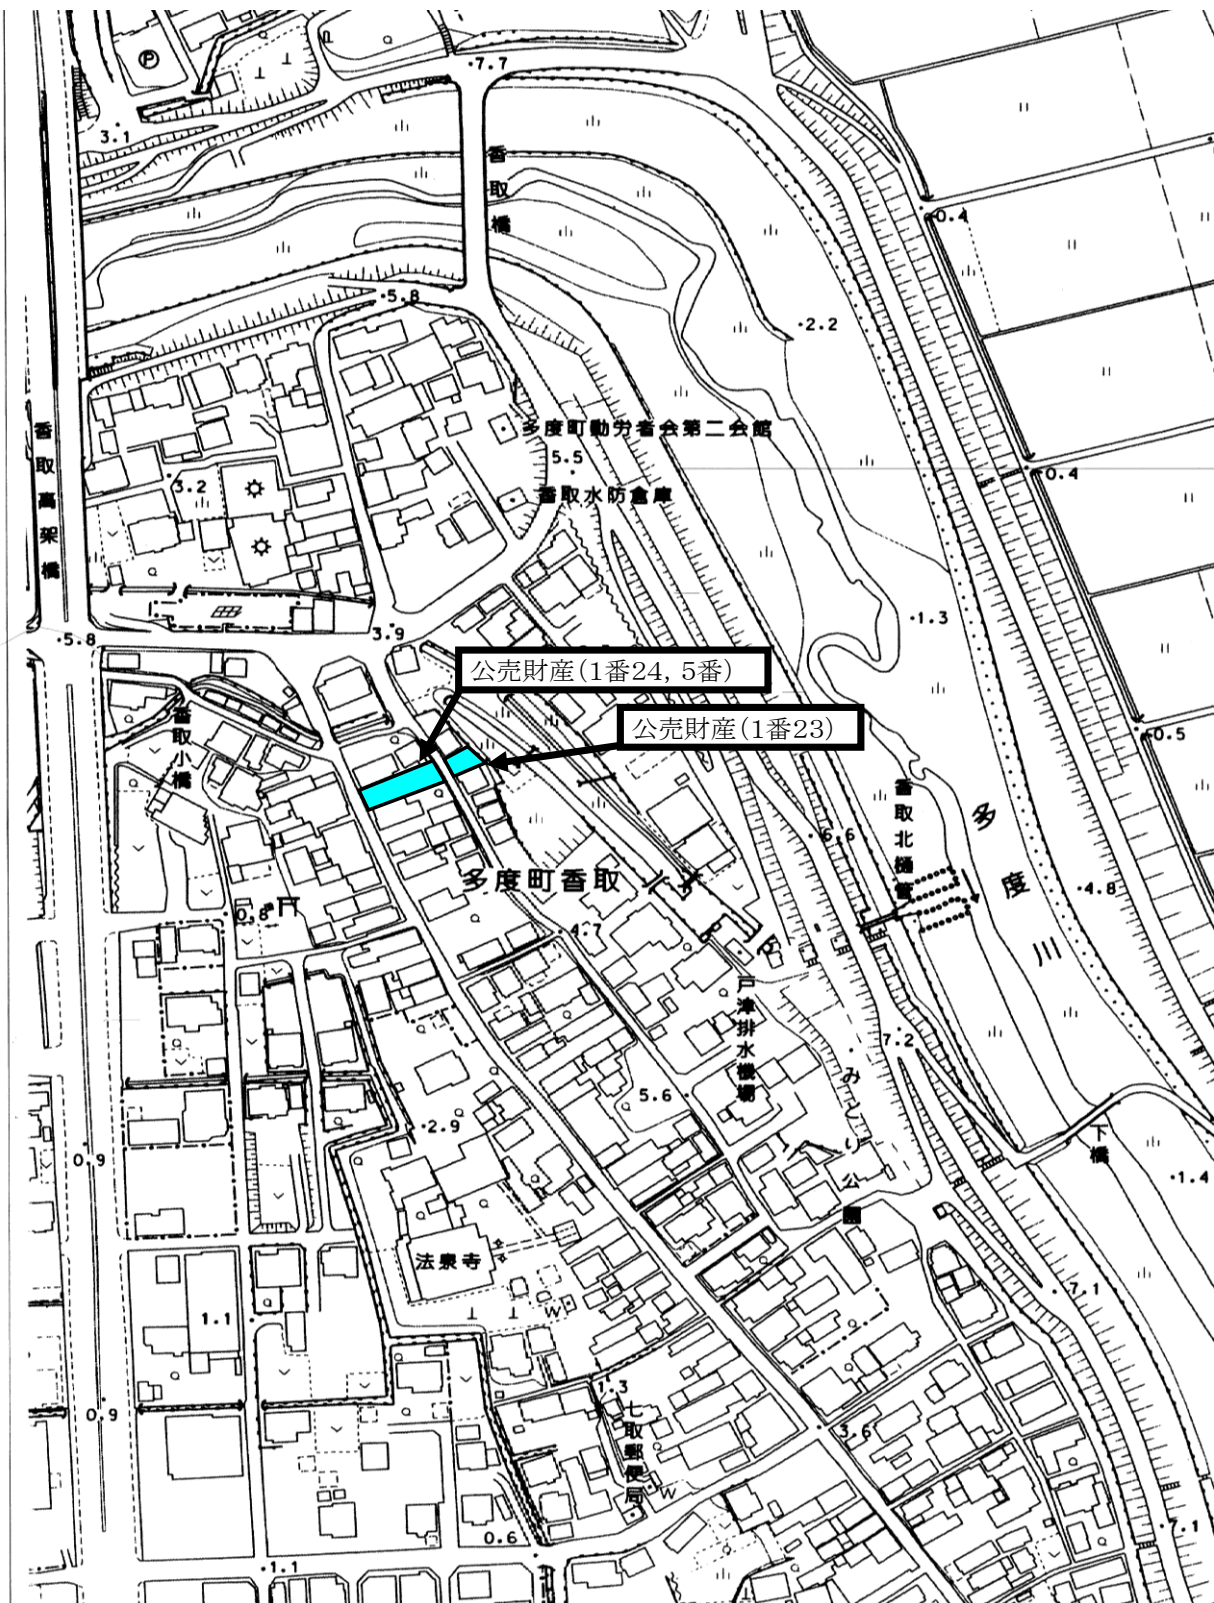 P
7.7
3.1
香取橋
0.4
5.8
2.2
香取高架橋
多度町勤労者会第二会館
5.5
0.4
3.2
香取水防倉庫
1.3
5.8
3.9
公売財産(1番24, 5番)
香取小橋
公売財産(1番23)
0.5
香取北樋管
多度川
6.6
多度町香取
4.8
0.8
4.7
戸津排水機場
7.2
みどり公園
5.6
2.9
下橋
0.9
1.4
法泉寺
7.1
W
1.1
1.3
七取郵便局
0.9
3.6
W
0.6
7.1
1.1